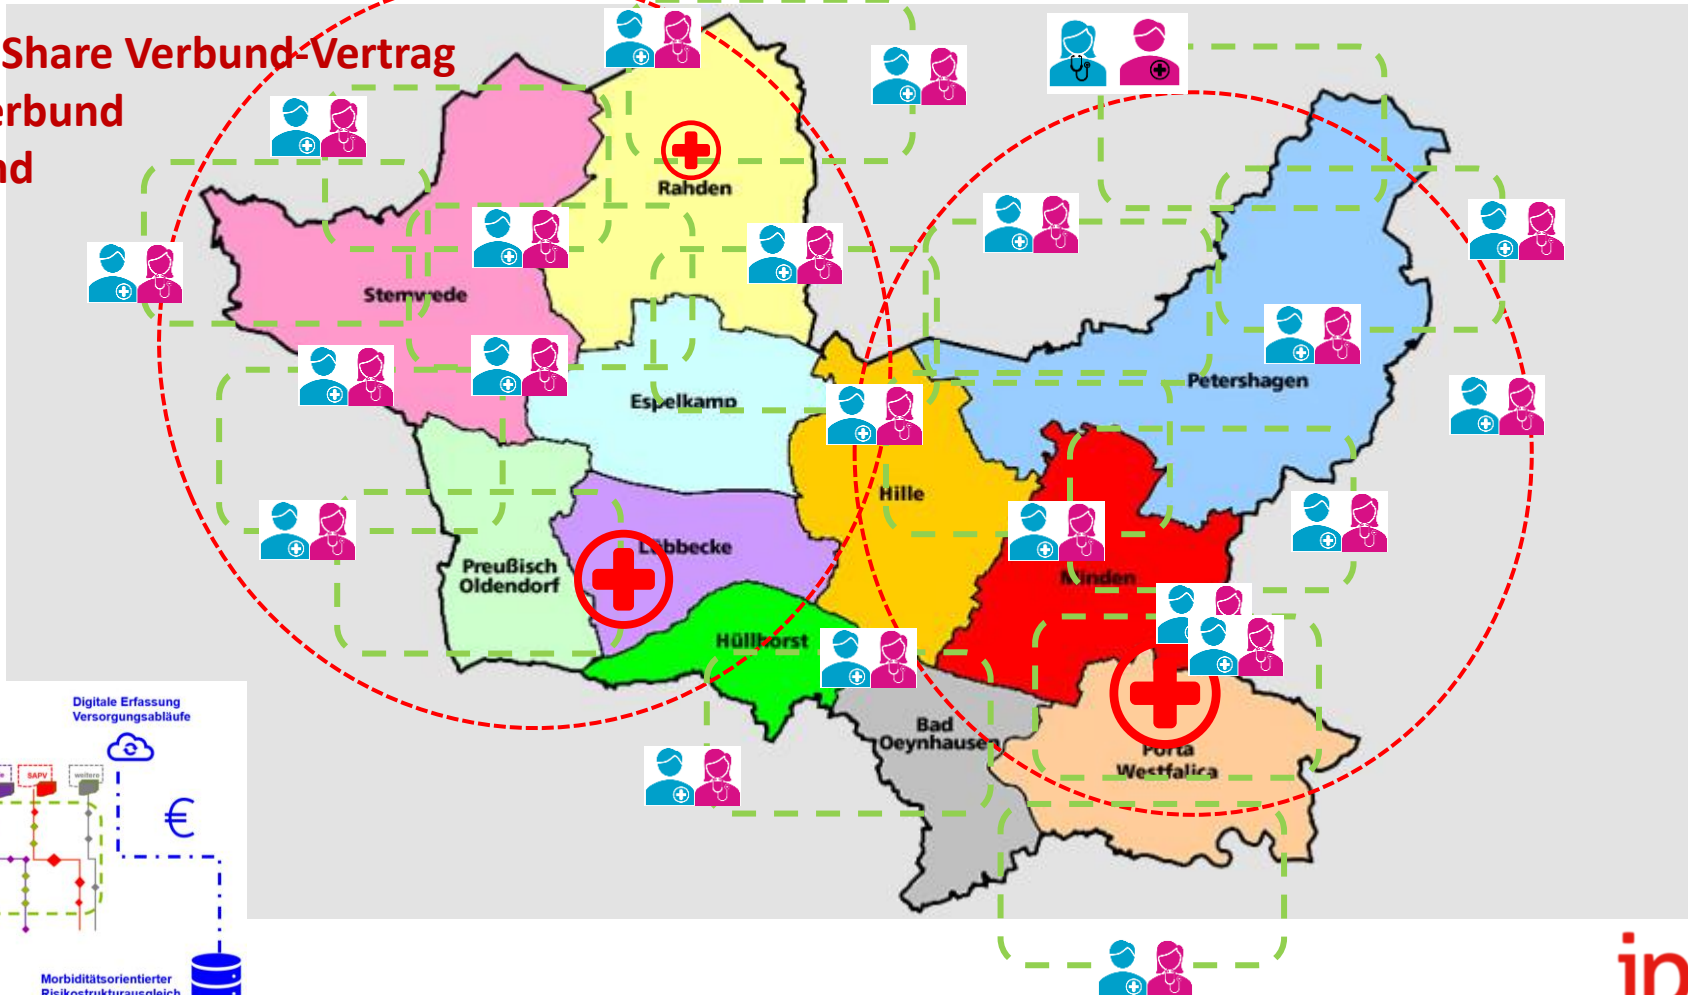 Share Verbund-Vertrag
erbund
nd
Rahden
Stemwede
Petershagen
Espelkamp
Hille
Lübbecke
Preußisch
Oldendorf
Minden
Hüllhorst
Bad
Oeynhausen
Porta
Westfalica
Digitale Erfassung
Versorgungsabläufe
SAPV
weitere
€
Morbiditätsorientierter
Risikostrukturausgleich
ip